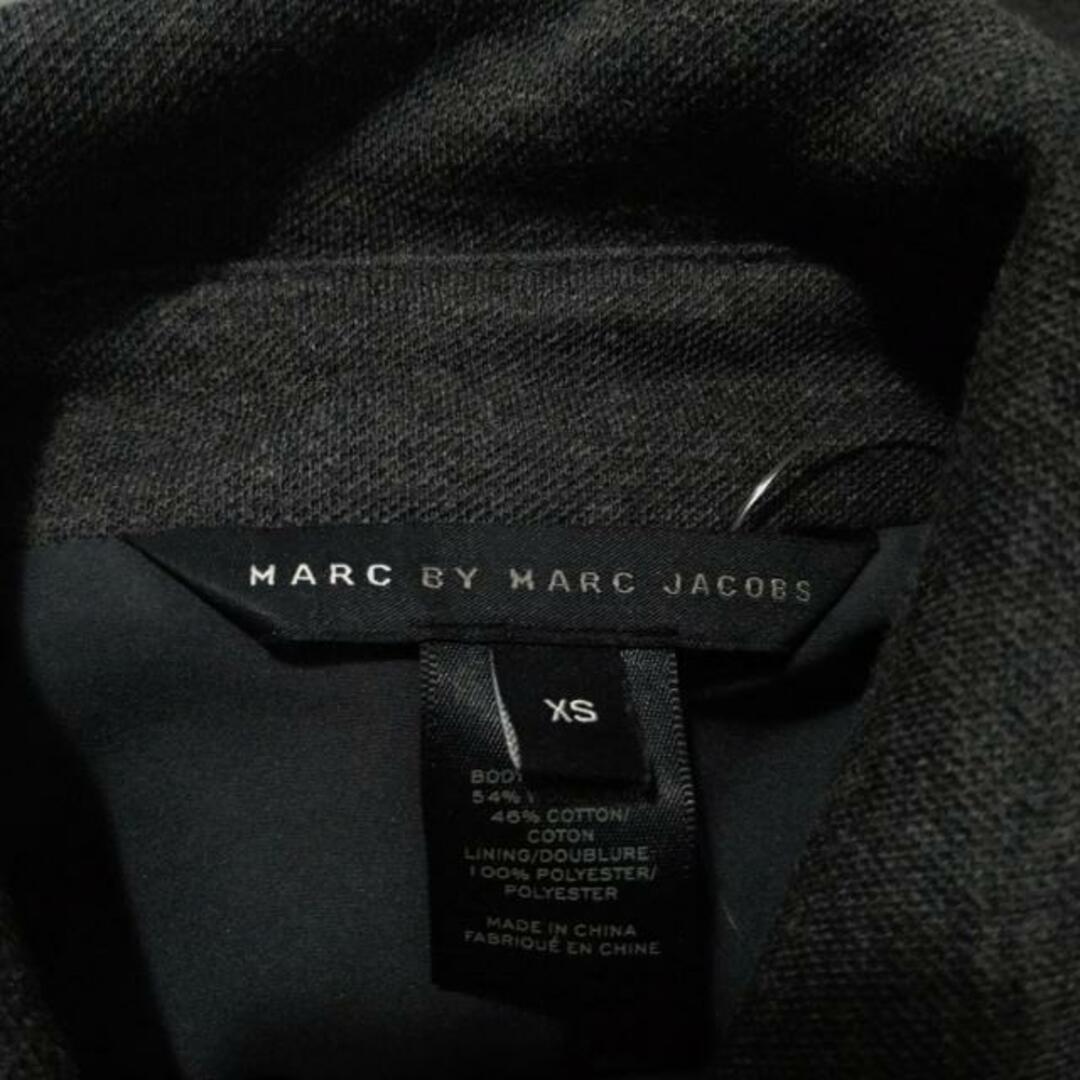 MARC BY MARC JACOBS
XS
54%
46% COTTON/
COTON
LINING/DOUBLURE
100% POLYESTER/
POLYESTER
MADE IN CHINA
FABRIQUÉ EN CHINE